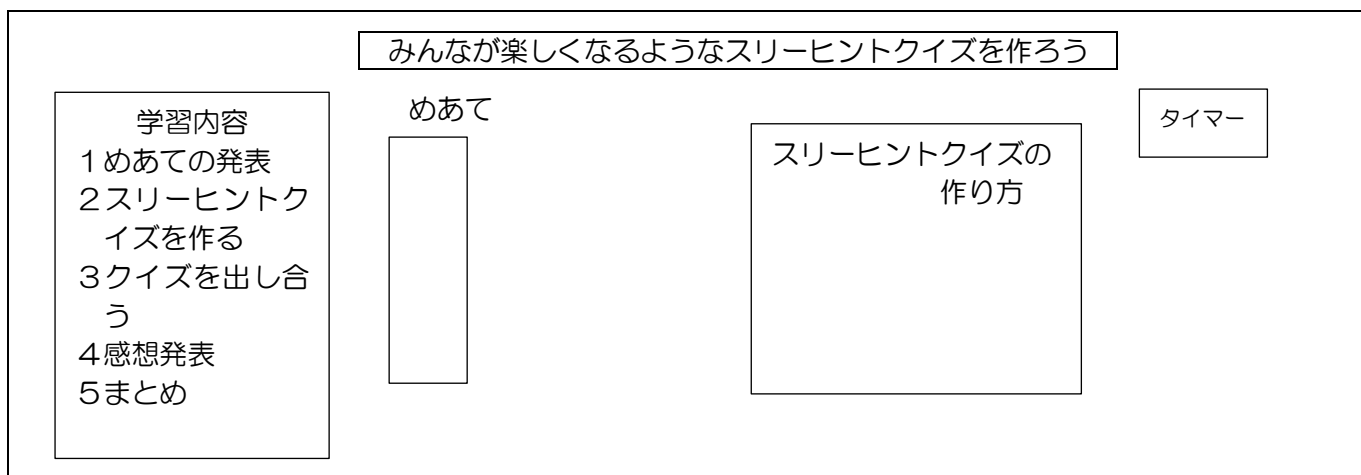 みんなが楽しくなるようなスリーヒントクイズを作ろう
学習内容
１めあての発表
２スリーヒントク
イズを作る
３クイズを出し合
う
４感想発表
５まとめ
めあて
スリーヒントクイズの
作り方
タイマー